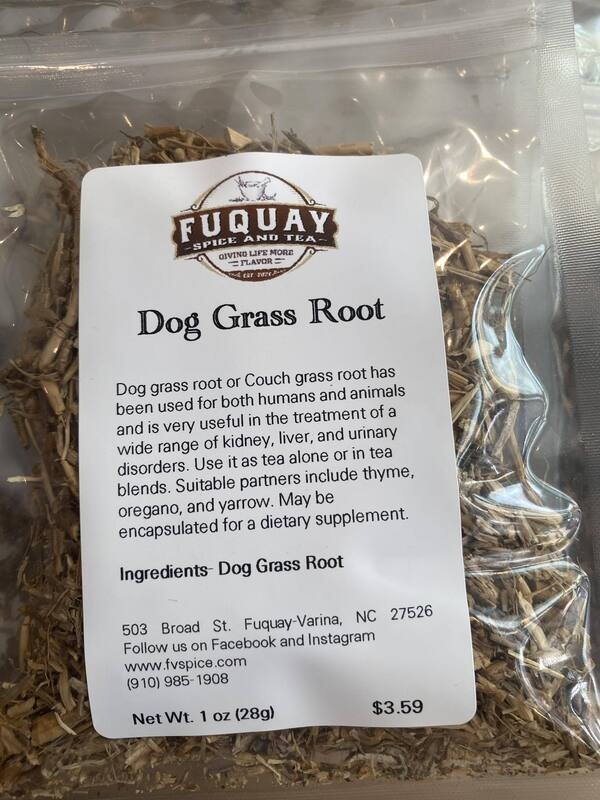 FUQUAY
SPICE AND TEA
GIVING LIFE MORE
FLAVOR
Dog Grass Root
Dog grass root or Couch grass root has
been used for both humans and animals
and is very useful in the treatment of a
wide range of kidney, liver, and urinary
disorders. Use it as tea alone or in tea
blends. Suitable partners include thyme,
oregano, and yarrow. May be
encapsulated for a dietary supplement.
Ingredients- Dog Grass Root
503 Broad St. Fuquay-Varina, NC 27526
Follow us on Facebook and Instagram
www.fvspice.com
(910) 985-1908
Net Wt. 1 oz (28g) $3.59